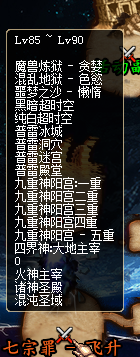 Lv85 ~ Lv90
魔兽炼狱 - 贪婪
混乱地狱 - 色慾
噩梦之沙 - 懒惰
黑暗超时空
纯白超时空
普雷冰城
普雷洞穴
普雷迷宫
普雷殿堂
九重神阳宫:一重
九重神阳宫二重
九重神阳宫三重
九重神阳宫四重
九重神阳宫 - 五重
四界神:大地主宰
0
火神主宰
诸神圣殿
混沌圣域
七宗罪 - 飞升